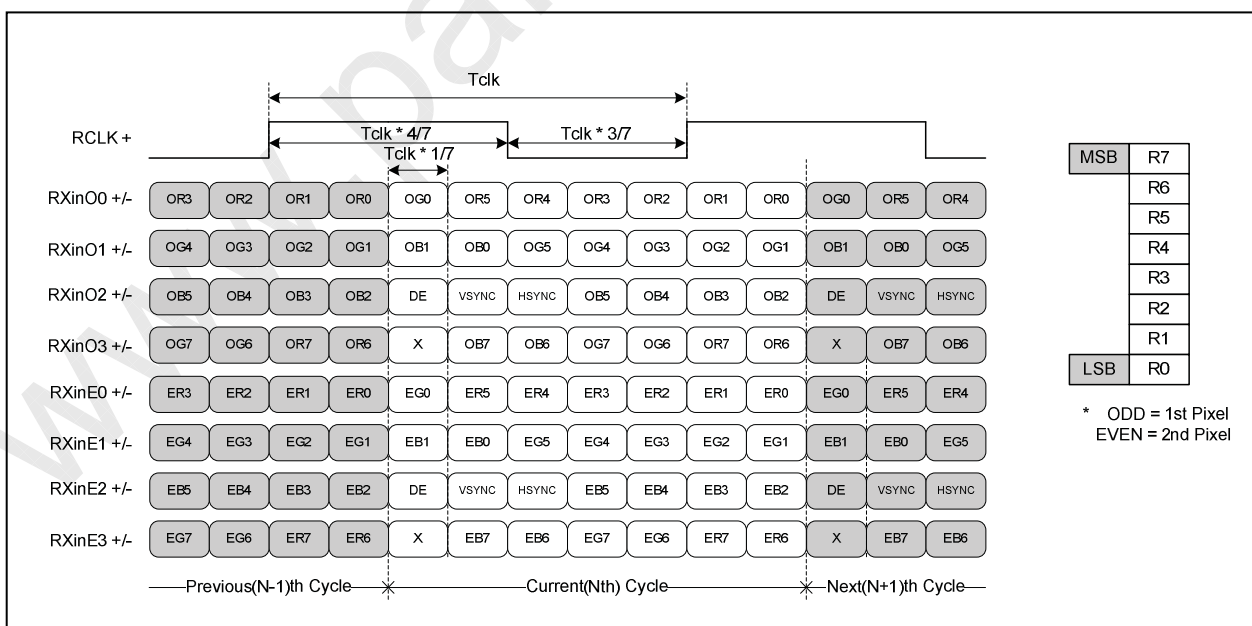 Tclk
RCLK +
Tclk * 4/7
Tclk * 3/7
Tclk * 1/7
RXinO0 +/- OR3 OR2 OR1 OR0 OG0 OR5 OR4 OR3 OR2 OR1 OR0 OG0 OR5 OR4
RXinO1 +/- OG4 OG3 OG2 OG1 OB1 OB0 OG5 OG4 OG3 OG2 OG1 OB1 OB0 OG5
RXinO2 +/- OB5 OB4 OB3 OB2 DE VSYNC HSYNC OB5 OB4 OB3 OB2 DE VSYNC HSYNC
RXinO3 +/- OG7 OG6 OR7 OR6 X OB7 OB6 OG7 OG6 OR7 OR6 X OB7 OB6
RXinE0 +/- ER3 ER2 ER1 ER0 EG0 ER5 ER4 ER3 ER2 ER1 ER0 EG0 ER5 ER4
RXinE1 +/- EG4 EG3 EG2 EG1 EB1 EB0 EG5 EG4 EG3 EG2 EG1 EB1 EB0 EG5
RXinE2 +/- EB5 EB4 EB3 EB2 DE VSYNC HSYNC EB5 EB4 EB3 EB2 DE VSYNC HSYNC
RXinE3 +/- EG7 EG6 ER7 ER6 X EB7 EB6 EG7 EG6 ER7 ER6 X EB7 EB6
Previous(N-1)th Cycle Current(Nth) Cycle Next(N+1)th Cycle
MSB R7
R6
R5
R4
R3
R2
R1
LSB R0
* ODD = 1st Pixel
EVEN = 2nd Pixel